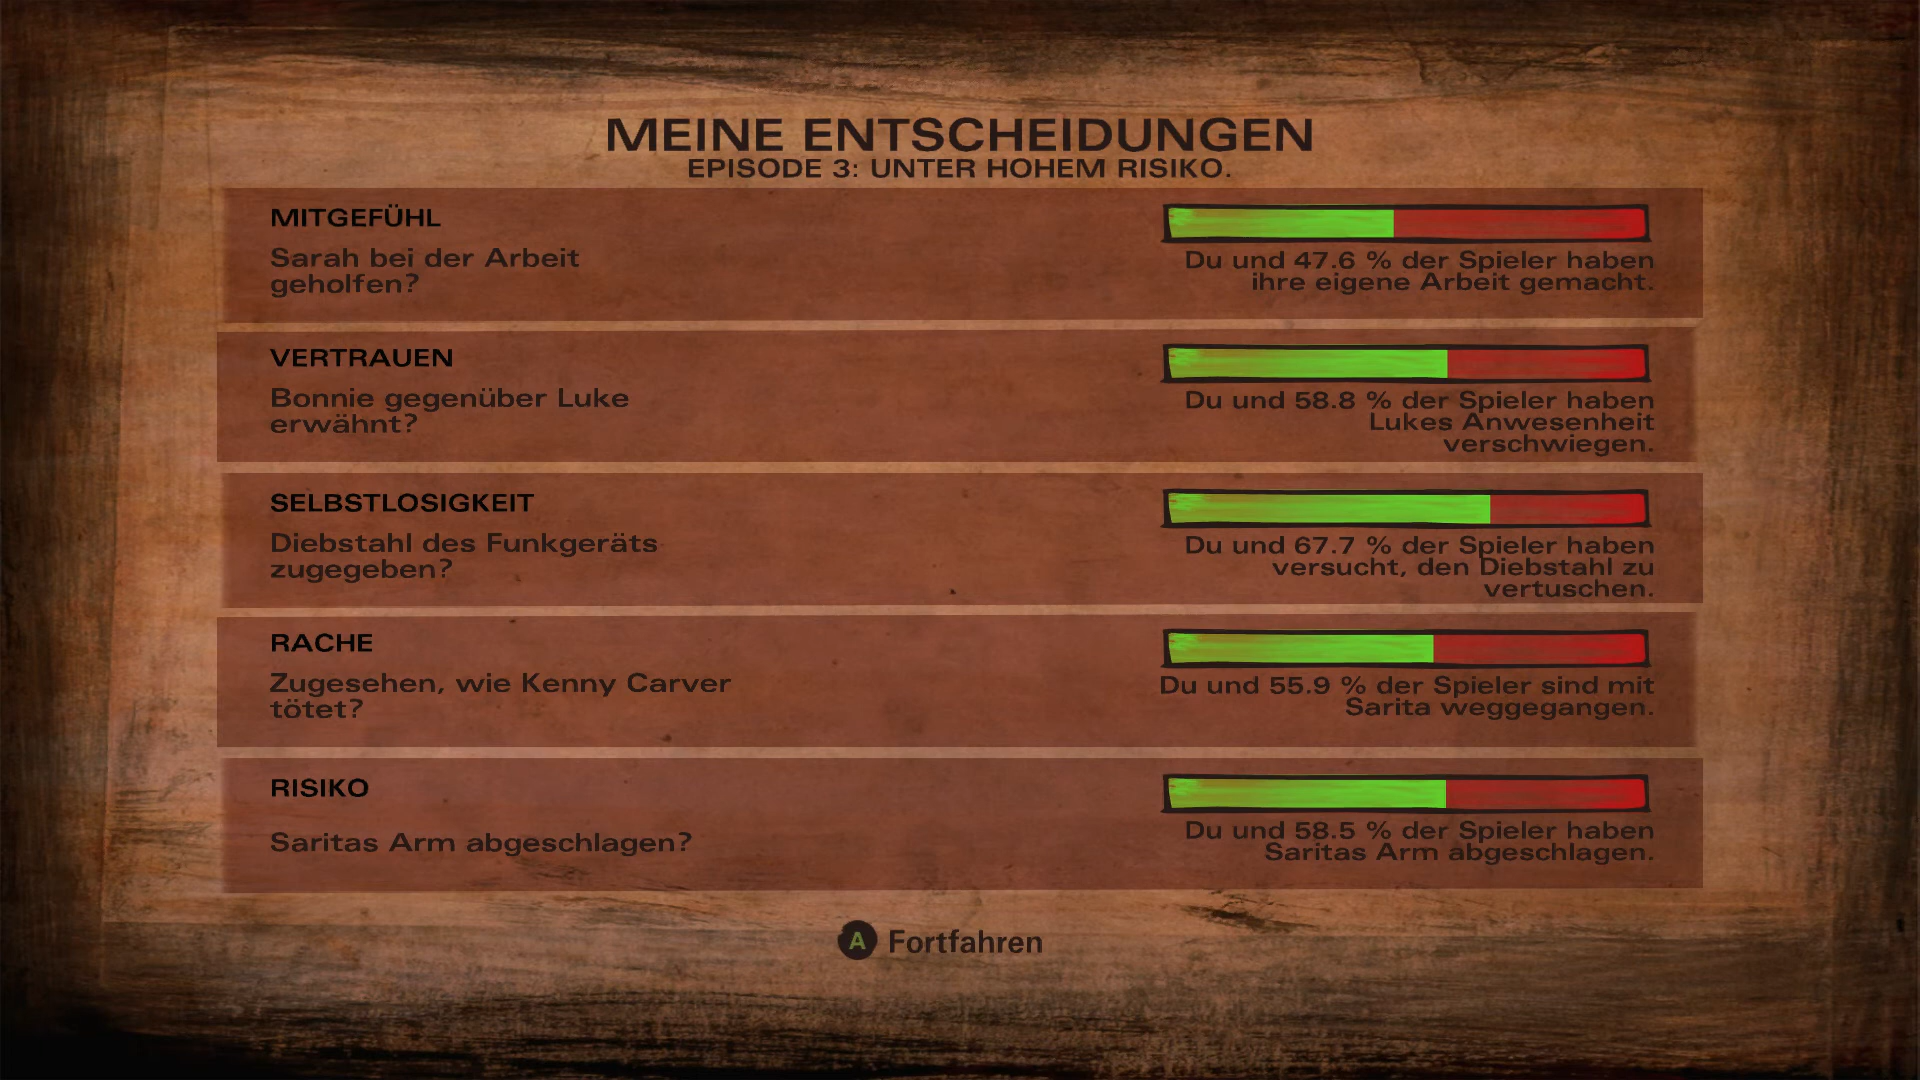 MEINE ENTSCHEIDUNGEN
EPISODE 3: UNTER HOHEM RISIKO.
MITGEFÜHL
Sarah bei der Arbeit
geholfen?
Du und 47.6 % der Spieler haben
ihre eigene Arbeit gemacht.
VERTRAUEN
Bonnie gegenüber Luke
erwähnt?
Du und 58.8 % der Spieler haben
Lukes Anwesenheit
verschwiegen.
SELBSTLOSIGKEIT
Diebstahl des Funkgeräts
zugegeben?
Du und 67.7 % der Spieler haben
versucht, den Diebstahl zu
vertuschen.
RACHE
Zugesehen, wie Kenny Carver
tötet?
Du und 55.9 % der Spieler sind mit
Sarita weggegangen.
RISIKO
Saritas Arm abgeschlagen?
Du und 58.5 % der Spieler haben
Saritas Arm abgeschlagen.
A Fortfahren